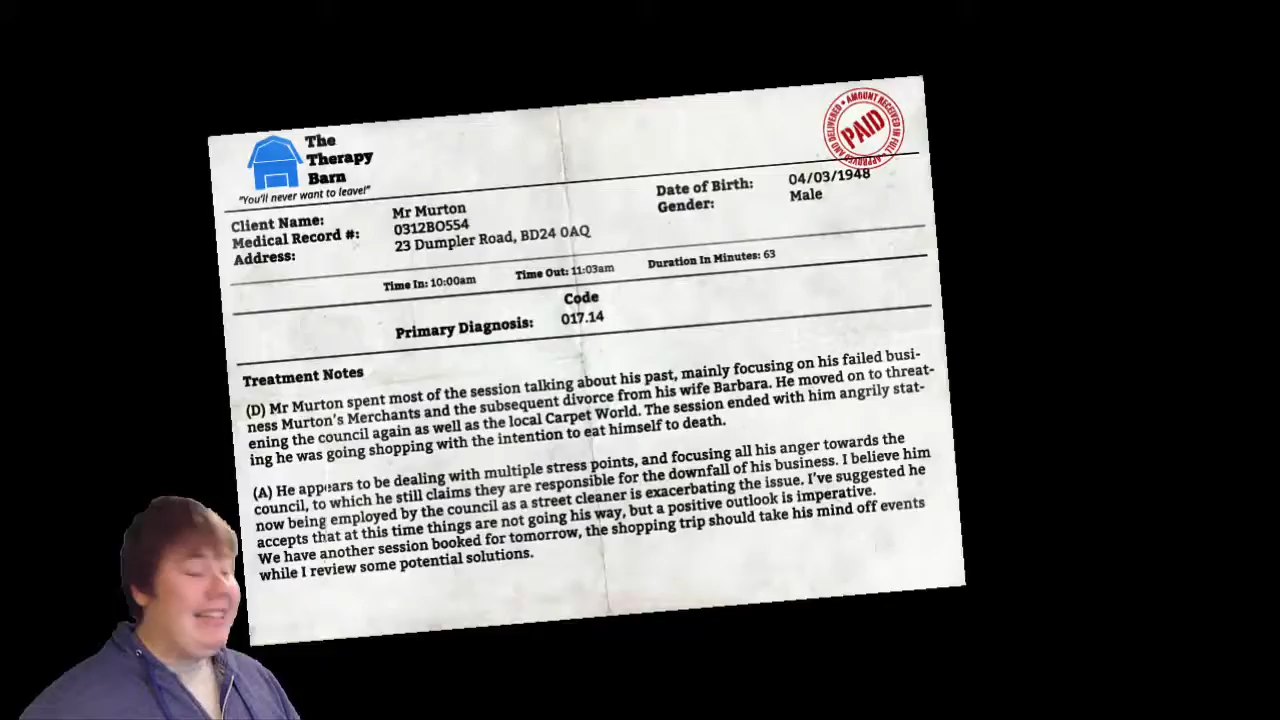 The
Therapy
Barn
"You'll never want to leave!"
AMOUNT RECEIVED IN FULL • APPROVED AND DELIVERED •
PAID
Client Name: Mr Murton
Medical Record #: 0312BO554
Address: 23 Dumpler Road, BD24 0AQ
Date of Birth: 04/03/1948
Gender: Male
Time In: 10:00am Time Out: 11:03am Duration In Minutes: 63
Code
Primary Diagnosis: 017.14
Treatment Notes
(D) Mr Murton spent most of the session talking about his past, mainly focusing on his failed busi-
ness Murton's Merchants and the subsequent divorce from his wife Barbara. He moved on to threat-
ening the council again as well as the local Carpet World. The session ended with him angrily stat-
ing he was going shopping with the intention to eat himself to death.
(A) He appears to be dealing with multiple stress points, and focusing all his anger towards the
council, to which he still claims they are responsible for the downfall of his business. I believe him
now being employed by the council as a street cleaner is exacerbating the issue. I've suggested he
accepts that at this time things are not going his way, but a positive outlook is imperative.
We have another session booked for tomorrow, the shopping trip should take his mind off events
while I review some potential solutions.